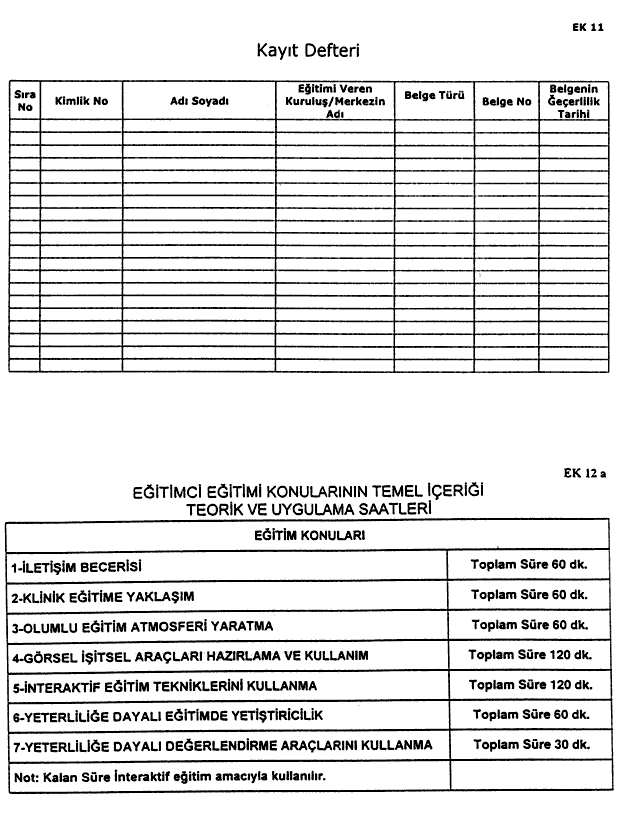 EK 11
Kayıt Defteri
Sıra No
Kimlik No
Adı Soyadı
Eğitimi Veren Kuruluş/Merkezin Adı
Belge Türü
Belge No
Belgenin Geçerlilik Tarihi
EK 12 a
EĞİTİMCİ EĞİTİMİ KONULARININ TEMEL İÇERİĞİ
TEORİK VE UYGULAMA SAATLERİ
EĞİTİM KONULARI
1-İLETİŞİM BECERİSİ Toplam Süre 60 dk.
2-KLİNİK EĞİTİME YAKLAŞIM Toplam Süre 60 dk.
3-OLUMLU EĞİTİM ATMOSFERİ YARATMA Toplam Süre 60 dk.
4-GÖRSEL İŞİTSEL ARAÇLARI HAZIRLAMA VE KULLANIM Toplam Süre 120 dk.
5-İNTERAKTİF EĞİTİM TEKNİKLERİNİ KULLANMA Toplam Süre 120 dk.
6-YETERLİLİĞE DAYALI EĞİTİMDE YETİŞTİRİCİLİK Toplam Süre 60 dk.
7-YETERLİLİĞE DAYALI DEĞERLENDİRME ARAÇLARINI KULLANMA Toplam Süre 30 dk.
Not: Kalan Süre İnteraktif eğitim amacıyla kullanılır.